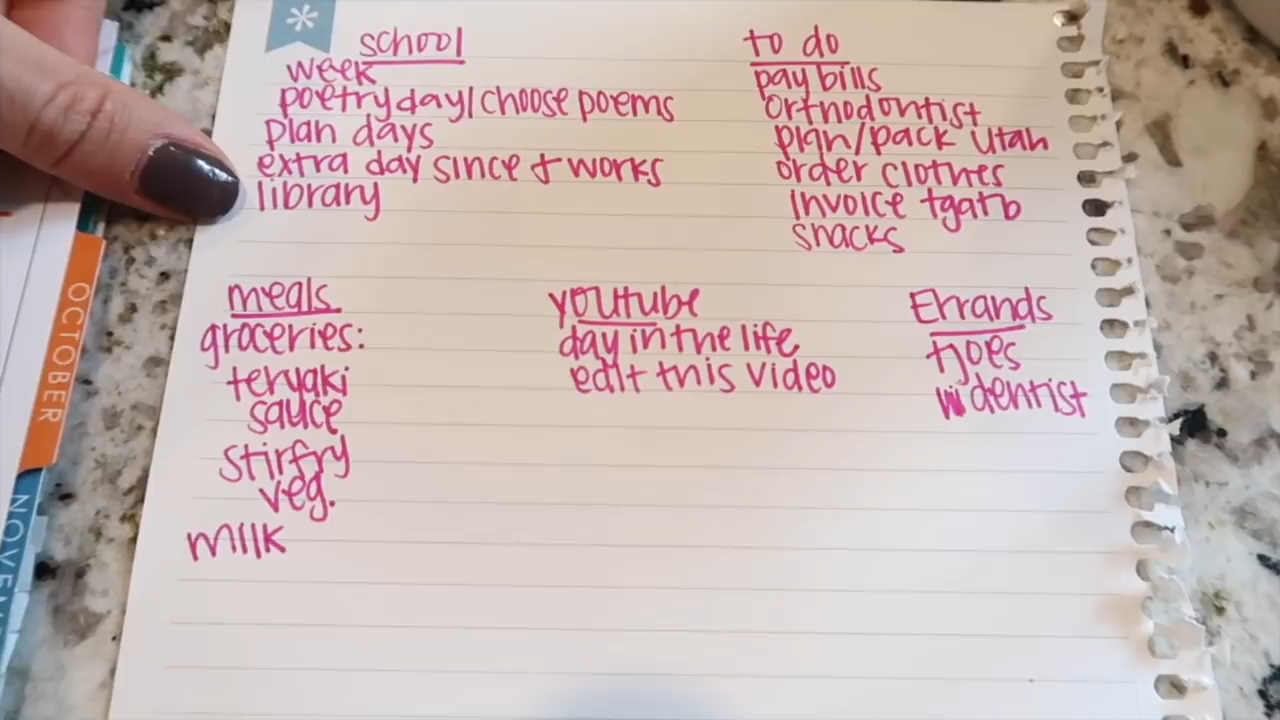 school
week
poetry day/choose poems
plan days
extra day since t works
library
to do
pay bills
orthodontist
plan/pack Utah
order clothes
invoice tgatb
snacks
meals
groceries:
teryaki
sauce
stirfry
veg.
milk
youtube
day in the life
edit this video
Errands
tjoes
dentist
OCTOBER
NOVEM